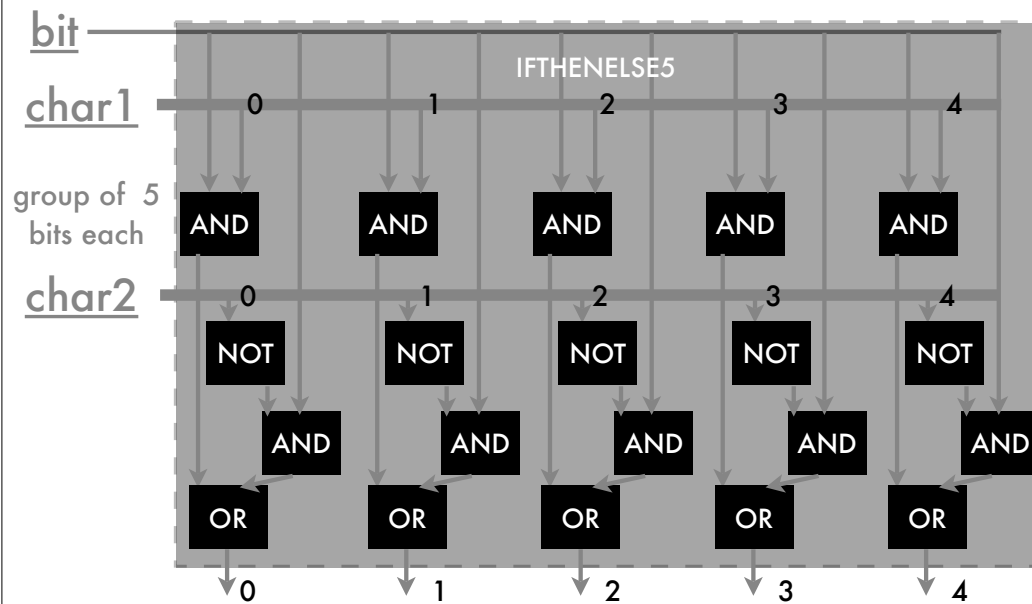 bit
IFTHENELSE5
char1 0 1 2 3 4
group of 5
bits each
AND AND AND AND AND
char2 0 1 2 3 4
NOT NOT NOT NOT NOT
AND AND AND AND AND
OR OR OR OR OR
0 1 2 3 4